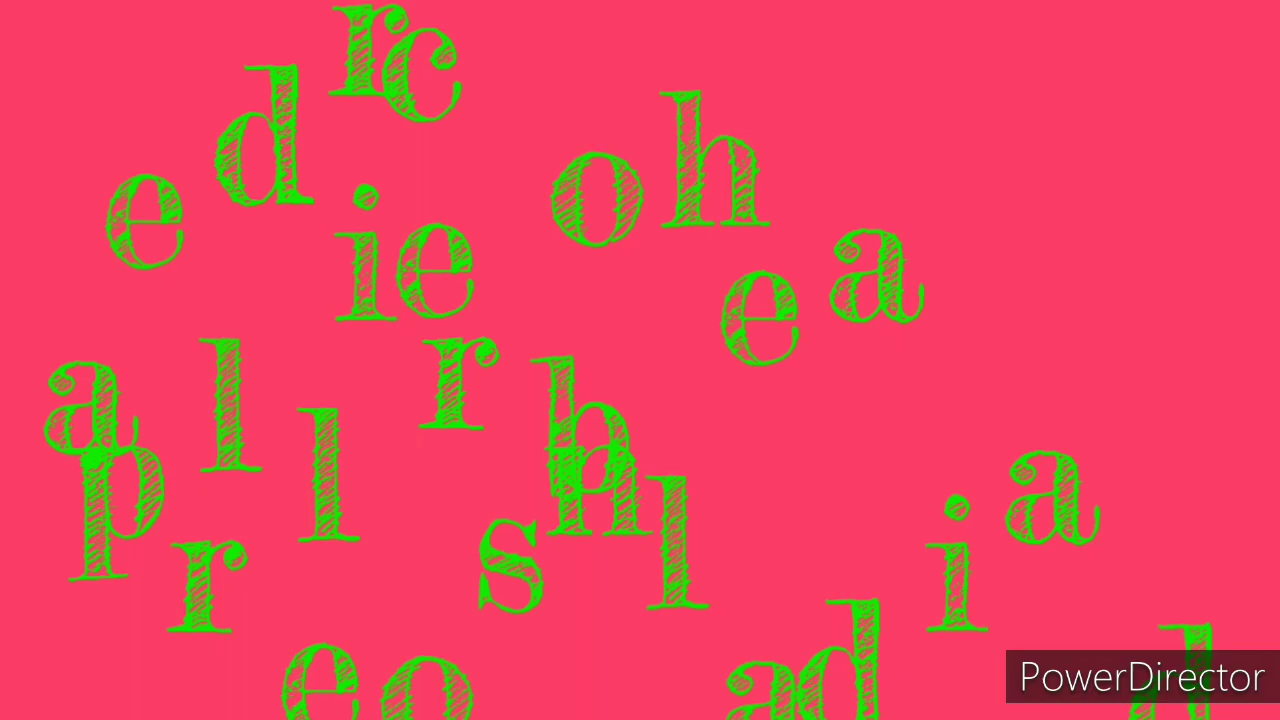 r c
d h
o
e i e a
e
l r b
a l
p h l a
r s i
e o a d d
PowerDirector